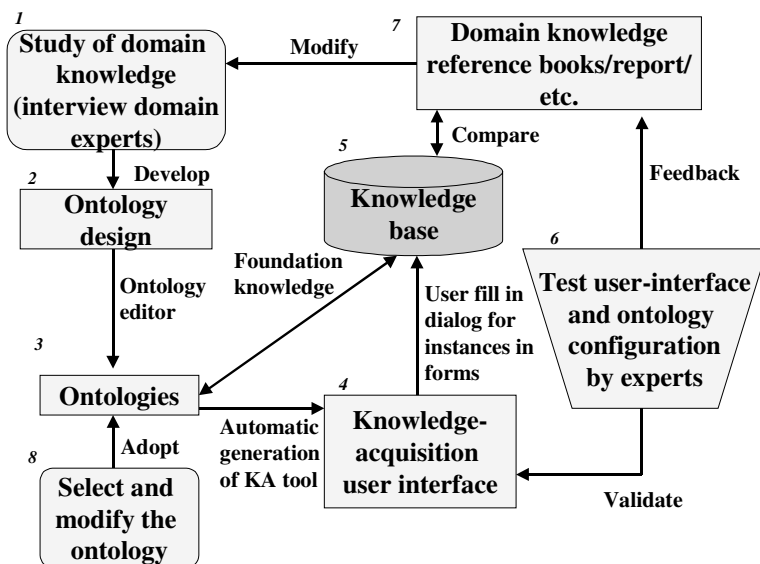 1
Study of domain
knowledge
(interview domain
experts)
Modify
7
Domain knowledge
reference books/report/
etc.
Develop
Compare
Feedback
2
Ontology
design
5
Knowledge
base
6
Test user-interface
and ontology
configuration
by experts
Ontology
editor
Foundation
knowledge
User fill in
dialog for
instances in
forms
3
Ontologies
Automatic
generation
of KA tool
4
Knowledge-
acquisition
user interface
Validate
Adopt
8
Select and
modify the
ontology